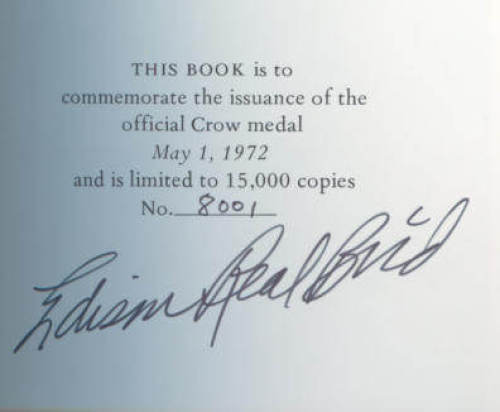 THIS BOOK is to
commemorate the issuance of the
official Crow medal
May 1, 1972
and is limited to 15,000 copies
No. 8001
Edison Real Bird